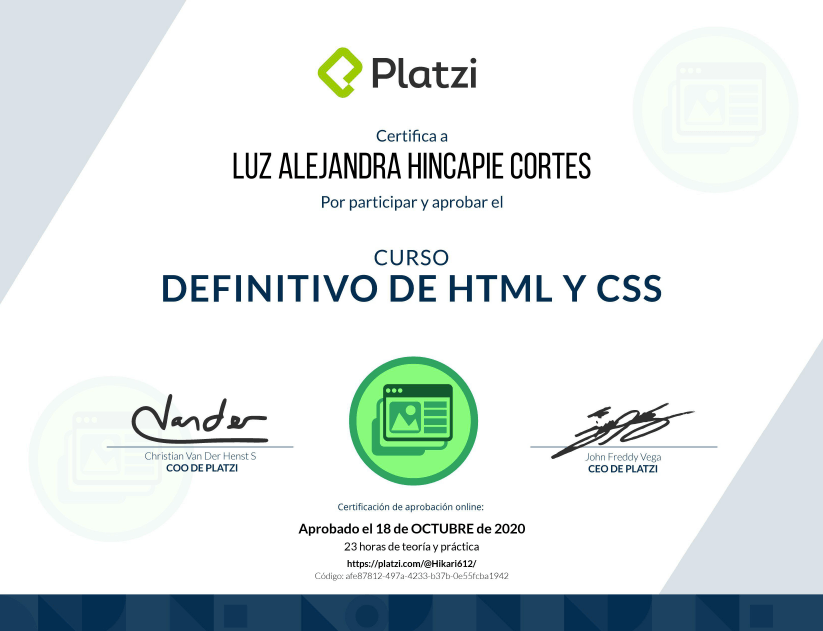 Platzi
Certifica a
LUZ ALEJANDRA HINCAPIE CORTES
Por participar y aprobar el
CURSO
DEFINITIVO DE HTML Y CSS
Vander
Christian Van Der Henst S
COO DE PLATZI
John Freddy Vega
CEO DE PLATZI
Certificación de aprobación online:
Aprobado el 18 de OCTUBRE de 2020
23 horas de teoría y práctica
https://platzi.com/@Hikari612/
Código: afe87812-497a-4233-b37b-0e55fcba1942